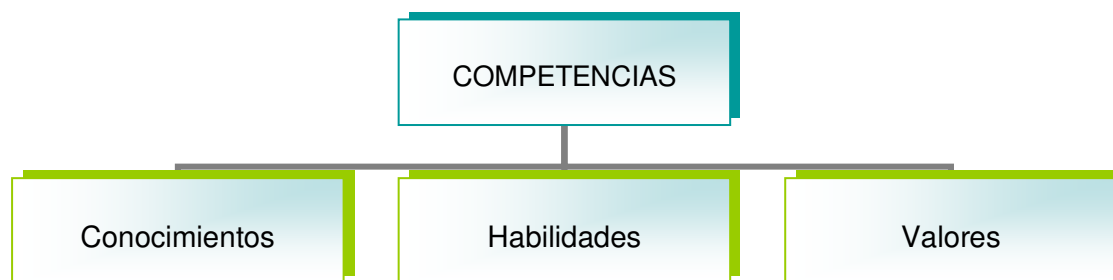 COMPETENCIAS
Conocimientos
Habilidades
Valores